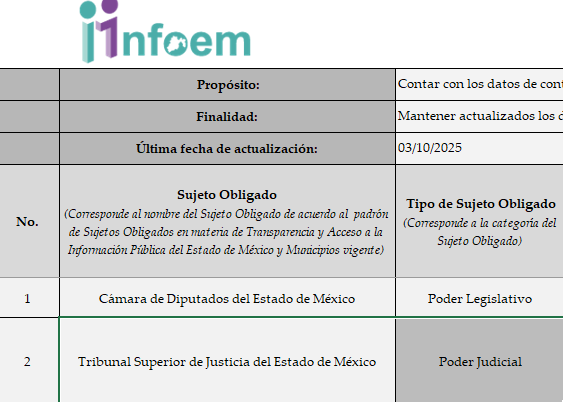 infoem
Propósito:
Contar con los datos de
Finalidad:
Mantener actualizados los
Última fecha de actualización:
03/10/2025
No.
Sujeto Obligado
(Corresponde al nombre del Sujeto Obligado de acuerdo al padrón
de Sujetos Obligados en materia de Transparencia y Acceso a la
Información Pública del Estado de México y Municipios vigente)
Tipo de Sujeto Obligado
(Corresponde a la categoría del
Sujeto Obligado)
1
Cámara de Diputados del Estado de México
Poder Legislativo
2
Tribunal Superior de Justicia del Estado de México
Poder Judicial